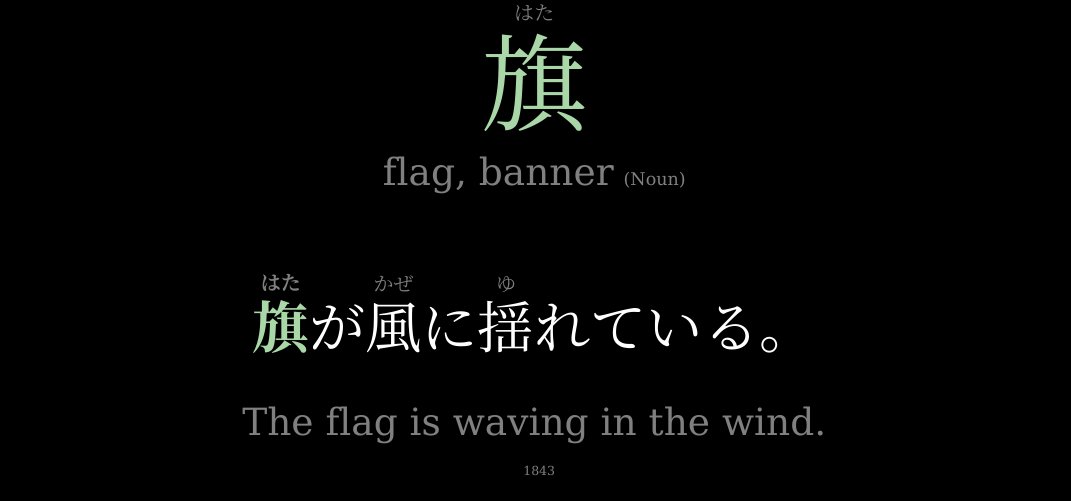 はた
旗
flag, banner (Noun)
はた かぜ ゆ
旗が風に揺れている。
The flag is waving in the wind.
1843